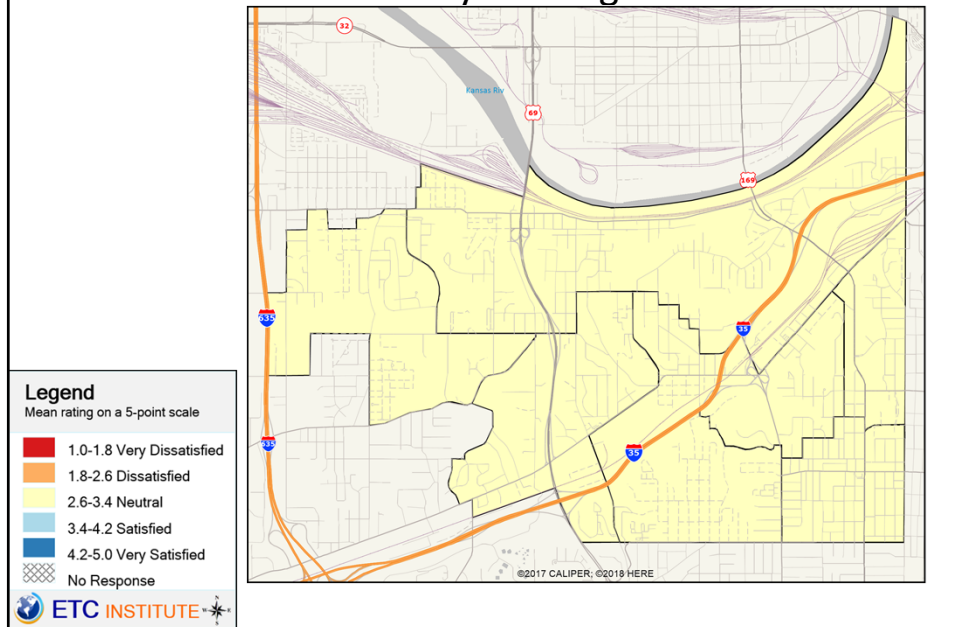 32
Kansas Riv
69
169
635
35
635
35
Legend
Mean rating on a 5-point scale
1.0-1.8 Very Dissatisfied
1.8-2.6 Dissatisfied
2.6-3.4 Neutral
3.4-4.2 Satisfied
4.2-5.0 Very Satisfied
No Response
©2017 CALIPER; ©2018 HERE
ETC INSTITUTE
W
E
S